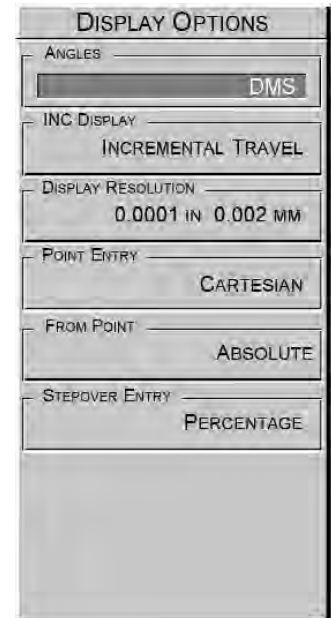 DISPLAY OPTIONS
ANGLES
DMS
INC DISPLAY
INCREMENTAL TRAVEL
DISPLAY RESOLUTION
0.0001 IN 0.002 MM
POINT ENTRY
CARTESIAN
FROM POINT
ABSOLUTE
STEPOVER ENTRY
PERCENTAGE